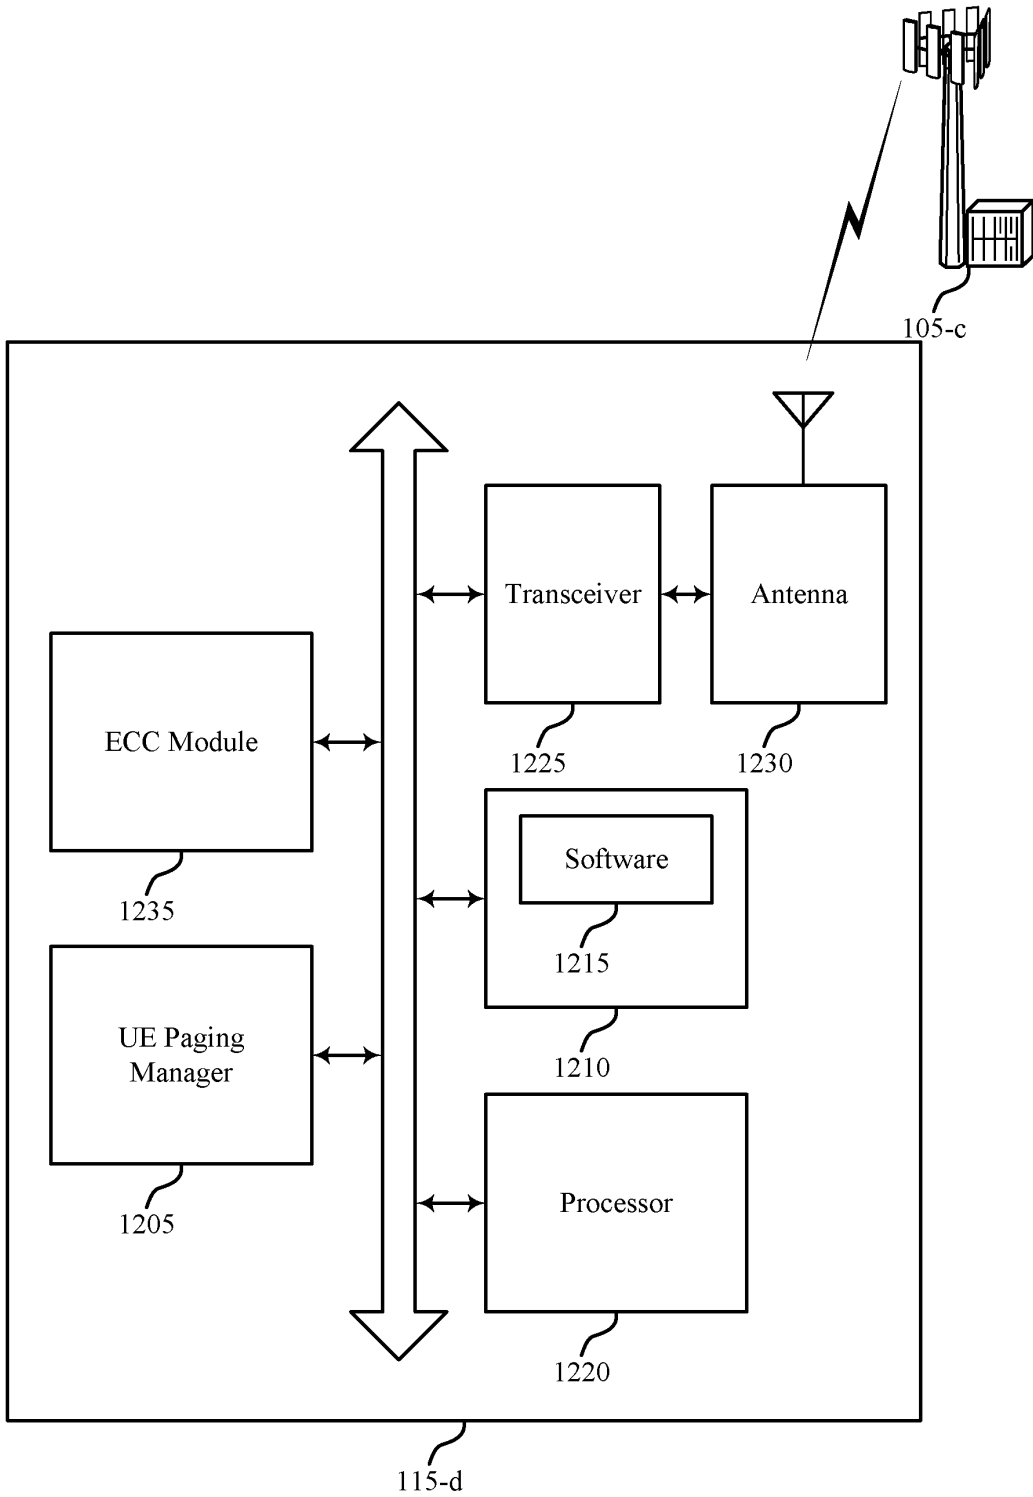 105-c
Transceiver
Antenna
1225
1230
ECC Module
1235
Software
1215
1210
UE Paging
Manager
1205
Processor
1220
115-d